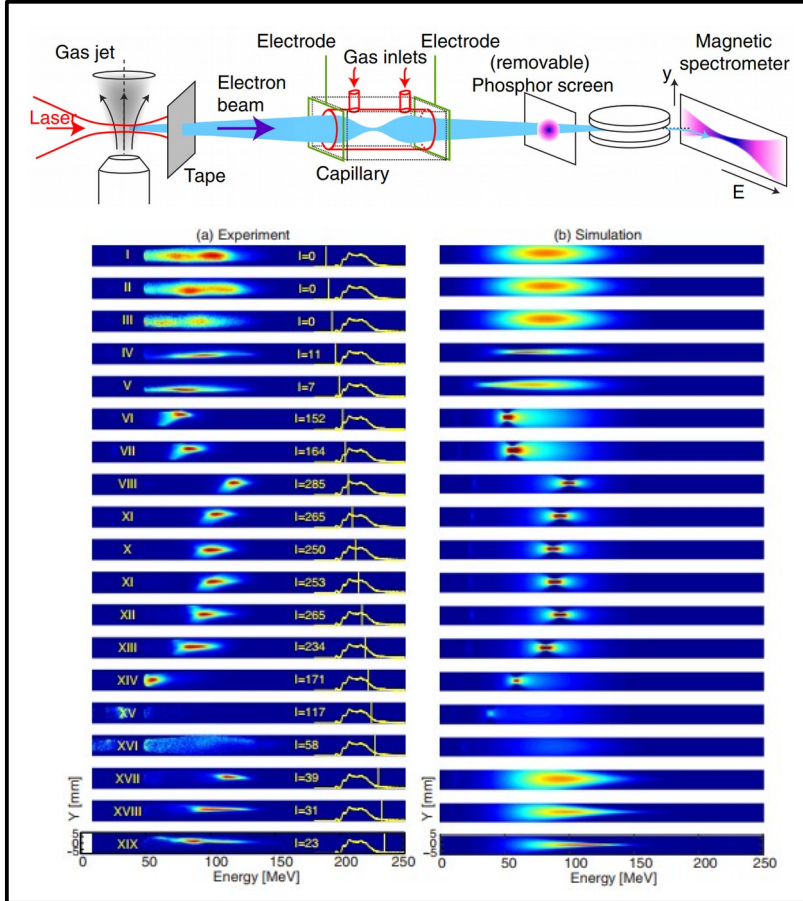 Gas jet
Electrode
Gas inlets
Electrode
(removable)
Phosphor screen
Magnetic
spectrometer
y
Electron
beam
Laser
Tape
Capillary
E
(a) Experiment
(b) Simulation
I I=0
II I=0
III I=0
IV I=11
V I=7
VI I=152
VII I=164
VIII I=285
XI I=265
X I=250
XI I=253
XII I=265
XIII I=234
XIV I=171
XV I=117
XVI I=58
XVII I=39
XVIII I=31
XIX I=23
Y [mm]
5
0
-5
0 50 100 150 200 250
Energy [MeV]
0 50 100 150 200 250
Energy [MeV]